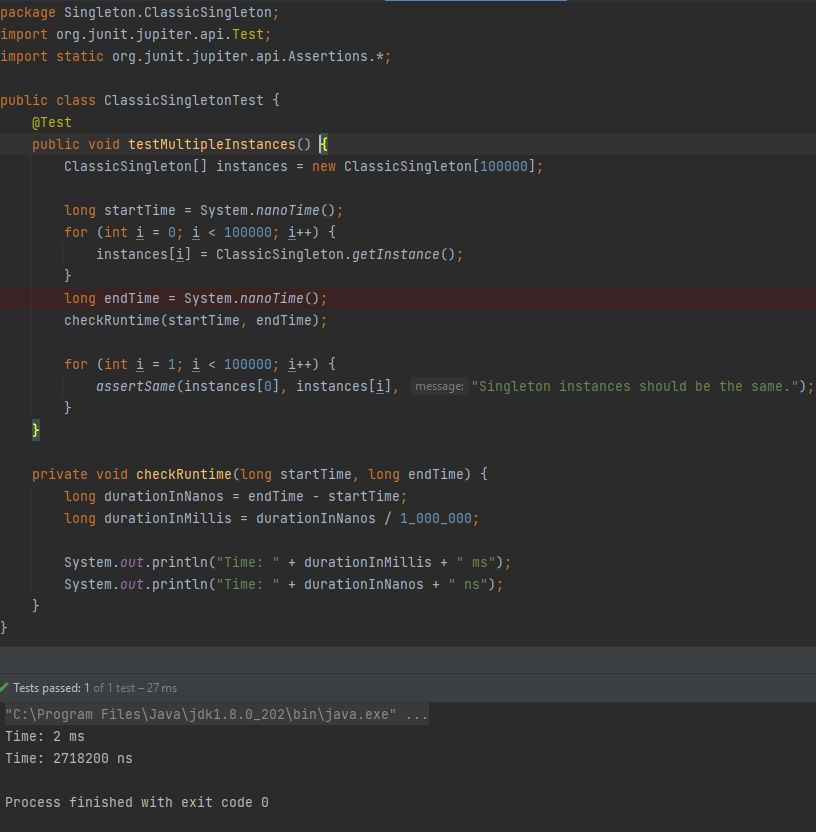 package Singleton.ClassicSingleton;
import org.junit.jupiter.api.Test;
import static org.junit.jupiter.api.Assertions.*;
public class ClassicSingletonTest {
@Test
public void testMultipleInstances() {
ClassicSingleton[] instances = new ClassicSingleton[100000];
long startTime = System.nanoTime();
for (int i = 0; i < 100000; i++) {
instances[i] = ClassicSingleton.getInstance();
}
long endTime = System.nanoTime();
checkRuntime(startTime, endTime);
for (int i = 1; i < 100000; i++) {
assertSame(instances[0], instances[i], message: "Singleton instances should be the same.");
}
}
private void checkRuntime(long startTime, long endTime) {
long durationInNanos = endTime - startTime;
long durationInMillis = durationInNanos / 1_000_000;
System.out.println("Time: " + durationInMillis + " ms");
System.out.println("Time: " + durationInNanos + " ns");
}
}
Tests passed: 1 of 1 test – 27 ms
"C:\Program Files\Java\jdk1.8.0_202\bin\java.exe" ...
Time: 2 ms
Time: 2718200 ns
Process finished with exit code 0